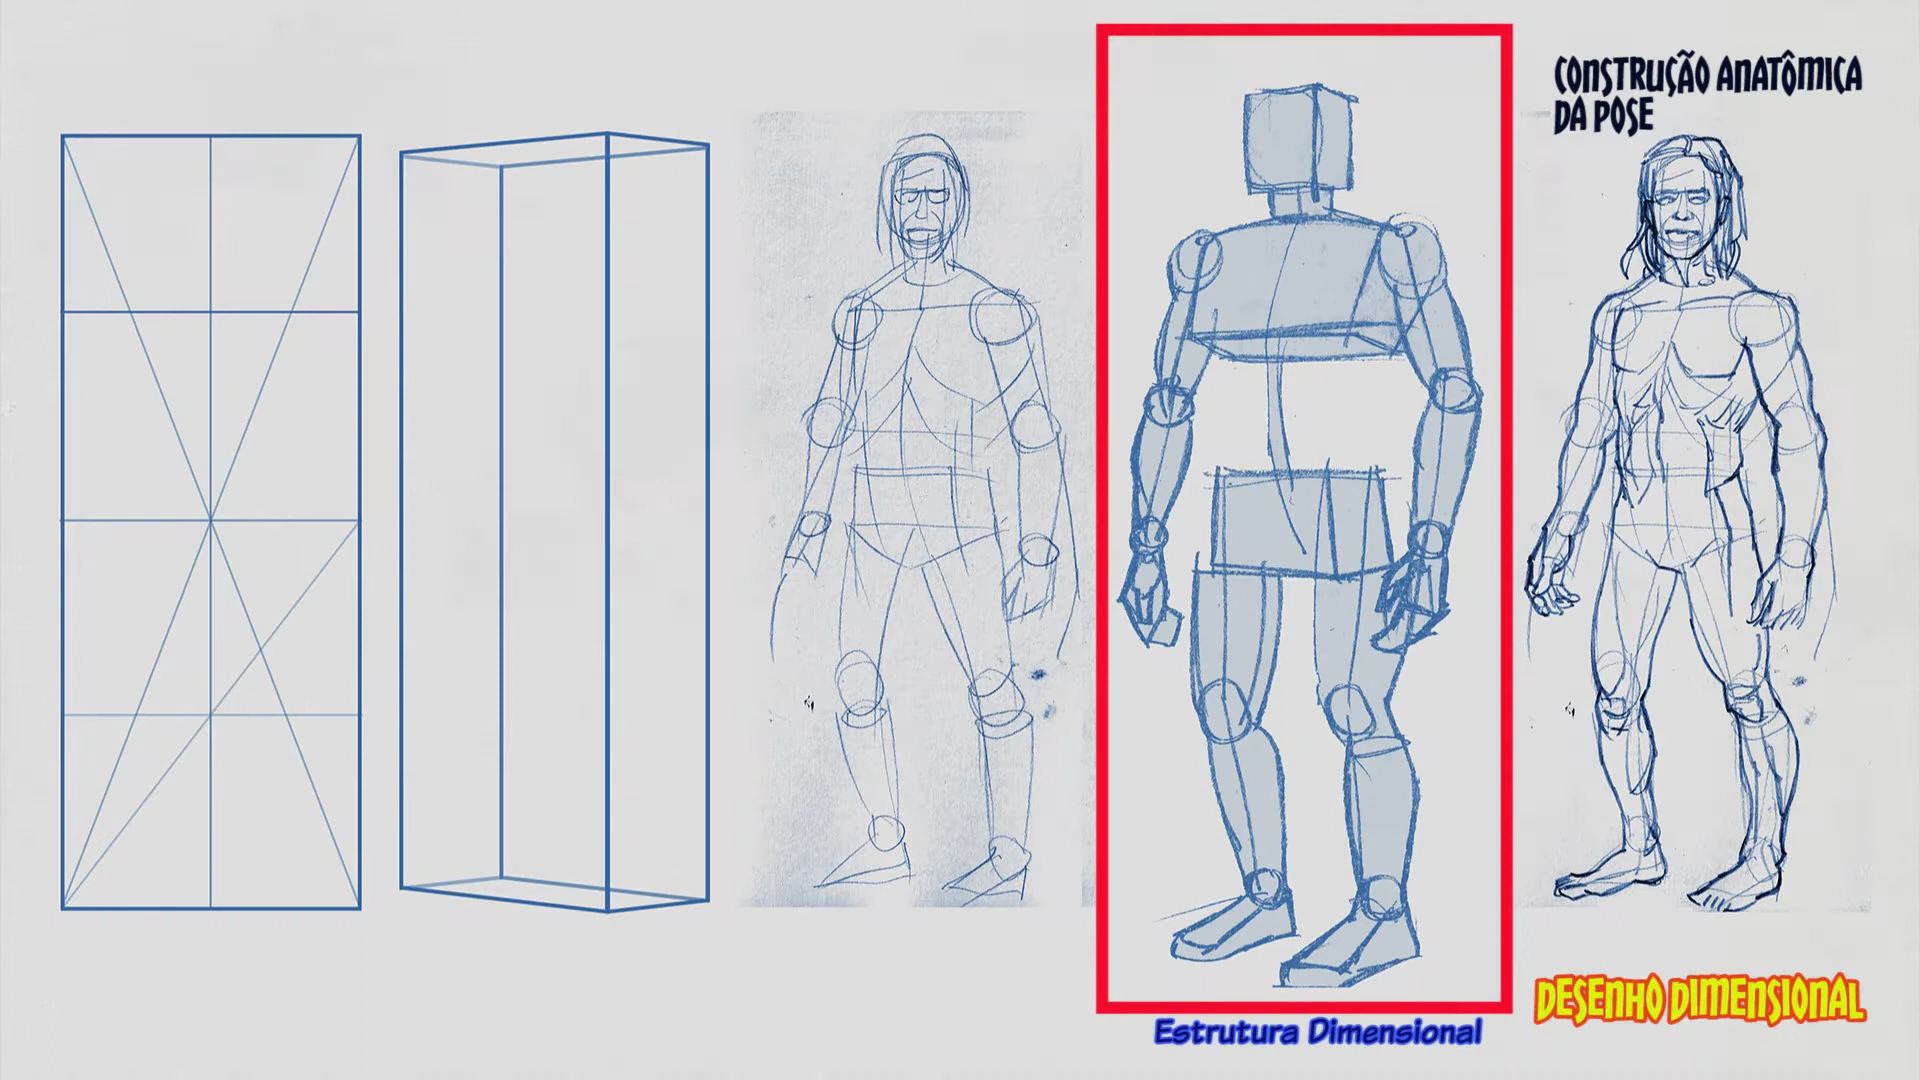 CONSTRUÇÃO ANATÔMICA
DA POSE
Estrutura Dimensional
DESENHO DIMENSIONAL